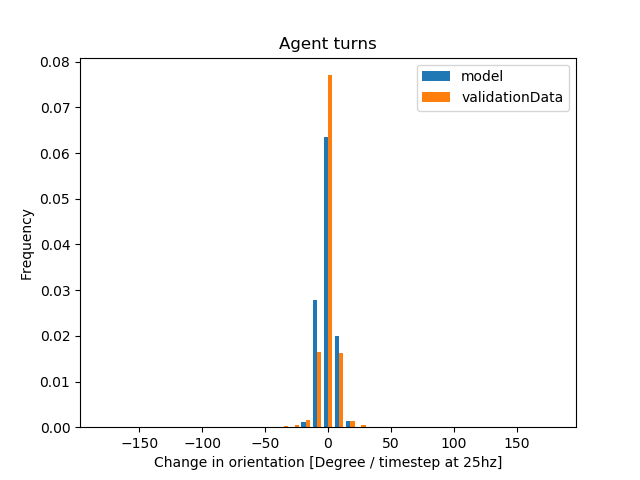 Agent turns
model
validationData
0.08
0.07
0.06
0.05
0.04
0.03
0.02
0.01
0.00
Frequency
−150 −100 −50 0 50 100 150
Change in orientation [Degree / timestep at 25hz]